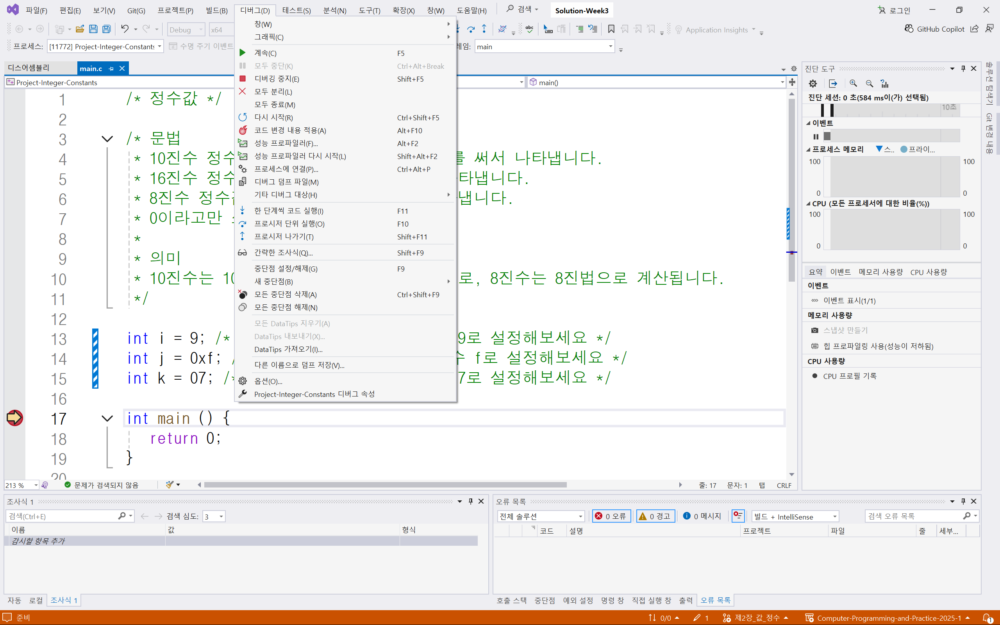 파일(F) 편집(E) 보기(V) Git(G) 프로젝트(P) 빌드(B) 디버그(D) 테스트(S) 분석(N) 도구(T) 확장(X) 창(W) 도움말(H) 검색 Solution-Week3 로그인
Debug x64 Application Insights GitHub Copilot
프로세스: [11772] Project-Integer-Constants 수명 주기 이벤트 레임: main
디스어셈블리 main.c
Project-Integer-Constants main()
창(W)
그래픽(C)
계속(C) F5
모두 중단(K) Ctrl+Alt+Break
디버깅 중지(E) Shift+F5
모두 분리(L)
모두 종료(M)
다시 시작(R) Ctrl+Shift+F5
코드 변경 내용 적용(A) Alt+F10
성능 프로파일러(F)... Alt+F2
성능 프로파일러 다시 시작(L) Shift+Alt+F2
프로세스에 연결(P)... Ctrl+Alt+P
디버그 덤프 파일(M)
기타 디버그 대상(H)
한 단계씩 코드 실행(I) F11
프로시저 단위 실행(O) F10
프로시저 나가기(T) Shift+F11
간략한 조사식(Q)... Shift+F9
중단점 설정/해제(G) F9
새 중단점(B)
모든 중단점 삭제(A) Ctrl+Shift+F9
모든 중단점 해제(N)
모든 DataTips 지우기(A)
DataTips 내보내기(X)...
DataTips 가져오기(I)...
다른 이름으로 덤프 저장(V)...
옵션(O)...
Project-Integer-Constants 디버그 속성
1 /* 정수값 */
2
3 /* 문법
4 * 10진수 정수 를 써서 나타냅니다.
5 * 16진수 정수 타냅니다.
6 * 8진수 정수 냅니다.
7 * 0이라고만
8 *
9 * 의미
10 * 10진수는 10 로, 8진수는 8진법으로 계산됩니다.
11 */
12
13 int i = 9; /* 9로 설정해보세요 */
14 int j = 0xf; / 수 f로 설정해보세요 */
15 int k = 07; /* 7로 설정해보세요 */
16
17 int main () {
18 return 0;
19 }
20
213 % 문제가 검색되지 않음 줄: 17 문자: 1 탭 CRLF
진단 도구
진단 세션: 0 초(584 ms이(가) 선택됨)
10초
이벤트
프로세스 메모리 스.. 프라이...
100 100
0 0
CPU (모든 프로세서에 대한 비율(%))
100 100
0 0
요약 이벤트 메모리 사용량 CPU 사용량
이벤트
이벤트 표시(1/1)
메모리 사용량
스냅샷 만들기
힙 프로파일링 사용(성능이 저하됨)
CPU 사용량
CPU 프로필 기록
솔루션 탐색기
Git 변경 내용
조사식 1
검색(Ctrl+E) 검색 심도: 3
이름 값 형식
감시할 항목 추가
자동 로컬 조사식 1
오류 목록
전체 솔루션 0 오류 0 경고 0 메시지 빌드 + IntelliSense 검색 오류 목록
코드 설명 프로젝트 파일 줄 세부...
호출 스택 중단점 예외 설정 명령 창 직접 실행 창 출력 오류 목록
준비 0/0 1 제2장_값_정수 Computer-Programming-and-Practice-2025-1 1